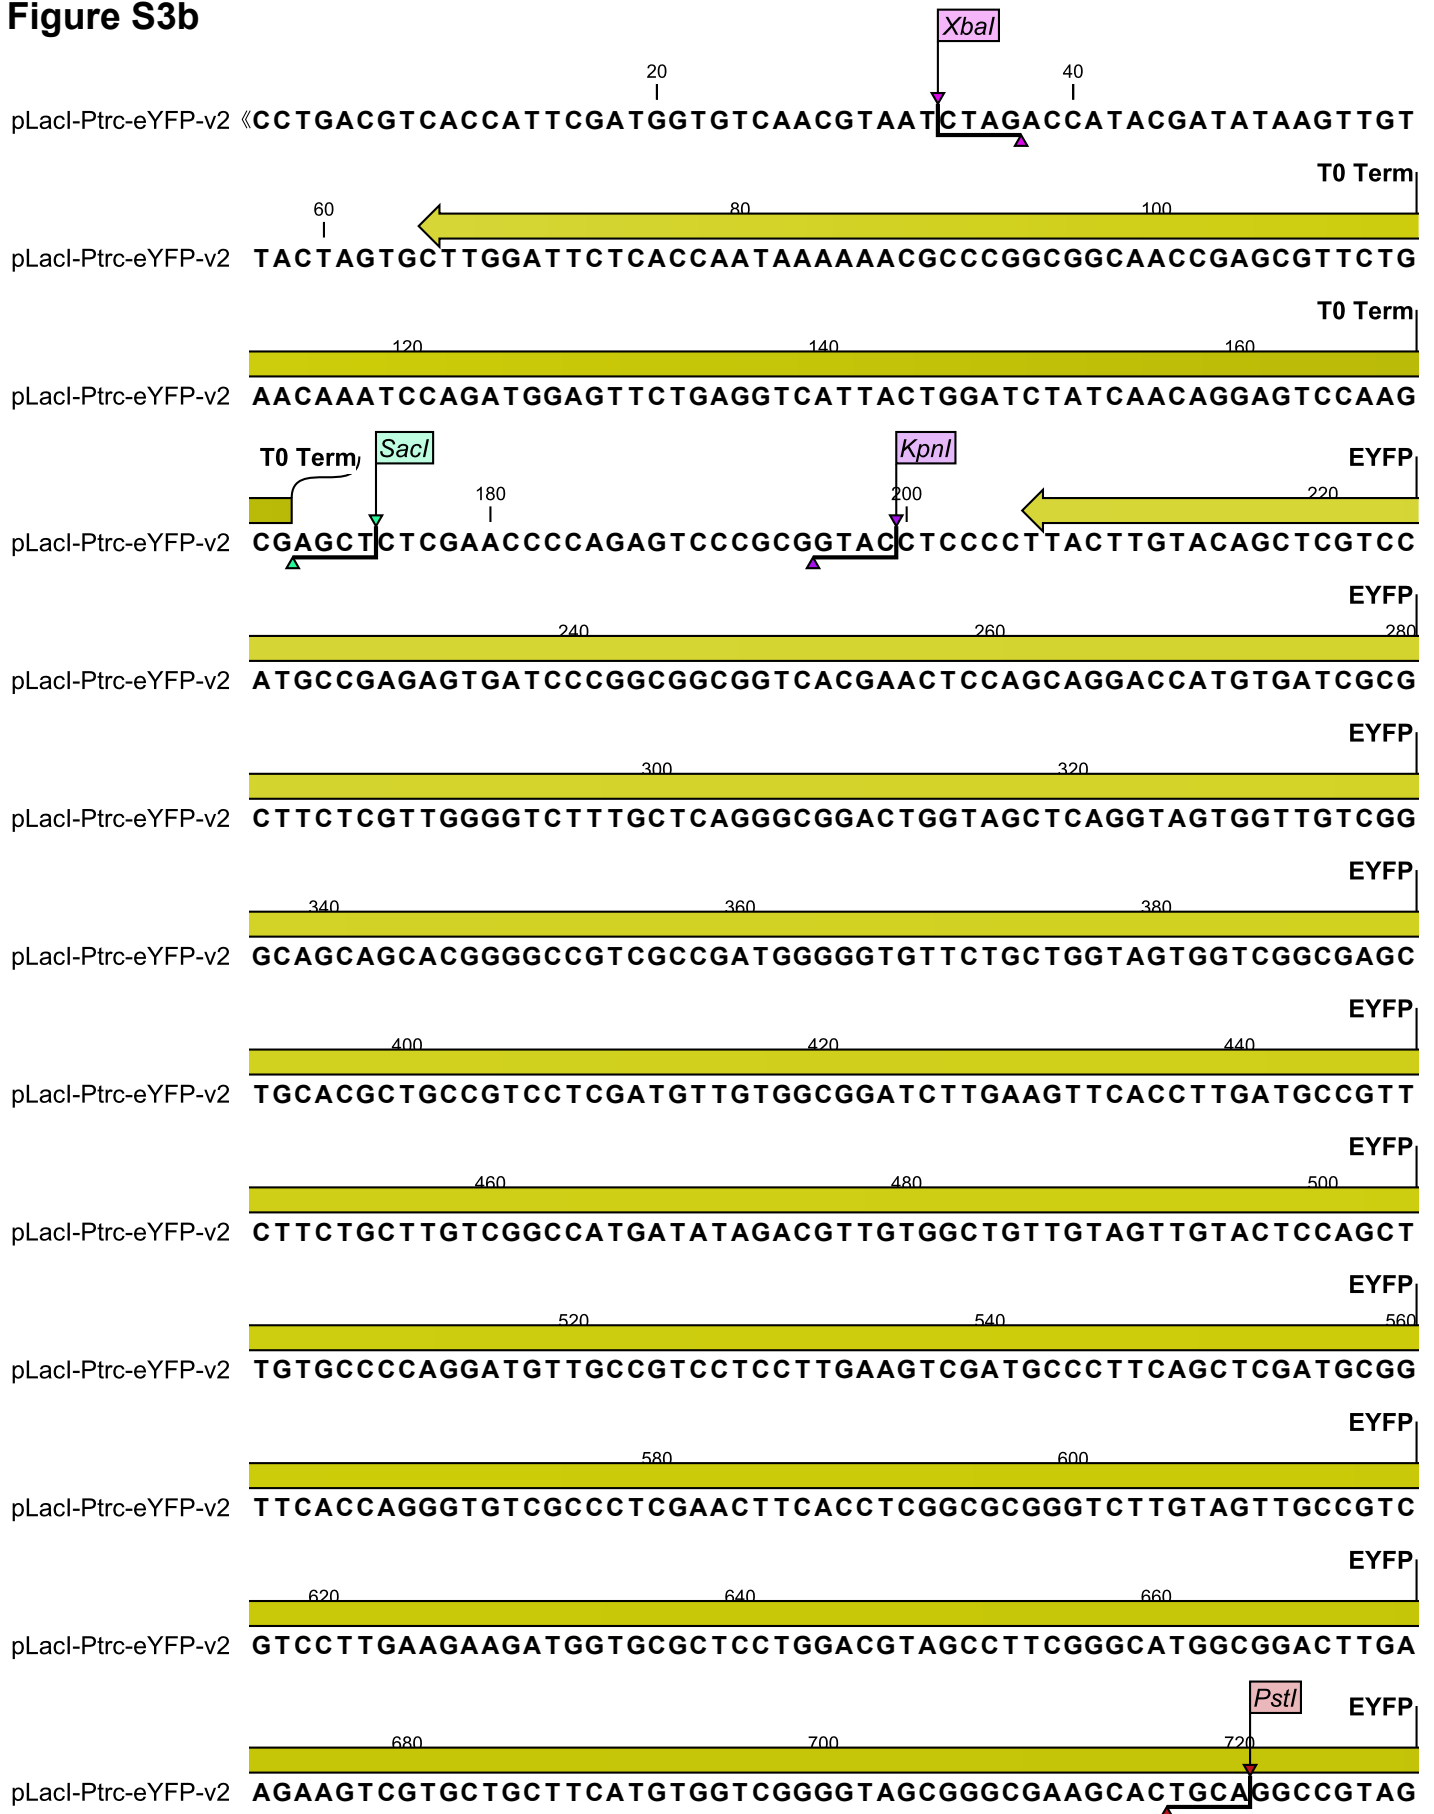 Figure S3b
XbaI
20 40
pLacI-Ptrc-eYFP-v2 《CCTGACGTCACCATTCGATGGTGTCAACGTAATCTAGACCATACGATATAAGTTGT
T0 Term
60 80 100
pLacI-Ptrc-eYFP-v2 TACTAGTGCTTGGATTCTCACCAATAAAAAACGCCCGGCGGCAACCGAGCGTTCTG
T0 Term
120 140 160
pLacI-Ptrc-eYFP-v2 AACAAATCCAGATGGAGTTCTGAGGTCATTACTGGATCTATCAACAGGAGTCCAAG
T0 Term SacI KpnI EYFP
180 200 220
pLacI-Ptrc-eYFP-v2 CGAGCTCTCGAACCCCAGAGTCCCGCGGTACCTCCCCTTACTTGTACAGCTCGTCC
EYFP
240 260 280
pLacI-Ptrc-eYFP-v2 ATGCCGAGAGTGATCCCGGCGGCGGTCACGAACTCCAGCAGGACCATGTGATCGCG
EYFP
300 320
pLacI-Ptrc-eYFP-v2 CTTCTCGTTGGGGTCTTTGCTCAGGGCGGACTGGTAGCTCAGGTAGTGGTTGTCGG
EYFP
340 360 380
pLacI-Ptrc-eYFP-v2 GCAGCAGCACGGGGCCGTCGCCGATGGGGGTGTTCTGCTGGTAGTGGTCGGCGAGC
EYFP
400 420 440
pLacI-Ptrc-eYFP-v2 TGCACGCTGCCGTCCTCGATGTTGTGGCGGATCTTGAAGTTCACCTTGATGCCGTT
EYFP
460 480 500
pLacI-Ptrc-eYFP-v2 CTTCTGCTTGTCGGCCATGATATAGACGTTGTGGCTGTTGTAGTTGTACTCCAGCT
EYFP
520 540 560
pLacI-Ptrc-eYFP-v2 TGTGCCCCAGGATGTTGCCGTCCTCCTTGAAGTCGATGCCCTTCAGCTCGATGCGG
EYFP
580 600
pLacI-Ptrc-eYFP-v2 TTCACCAGGGTGTCGCCCTCGAACTTCACCTCGGCGCGGGTCTTGTAGTTGCCGTC
EYFP
620 640 660
pLacI-Ptrc-eYFP-v2 GTCCTTGAAGAAGATGGTGCGCTCCTGGACGTAGCCTTCGGGCATGGCGGACTTGA
PstI EYFP
680 700 720
pLacI-Ptrc-eYFP-v2 AGAAGTCGTGCTGCTTCATGTGGTCGGGGTAGCGGGCGAAGCACTGCAGGCCGTAG